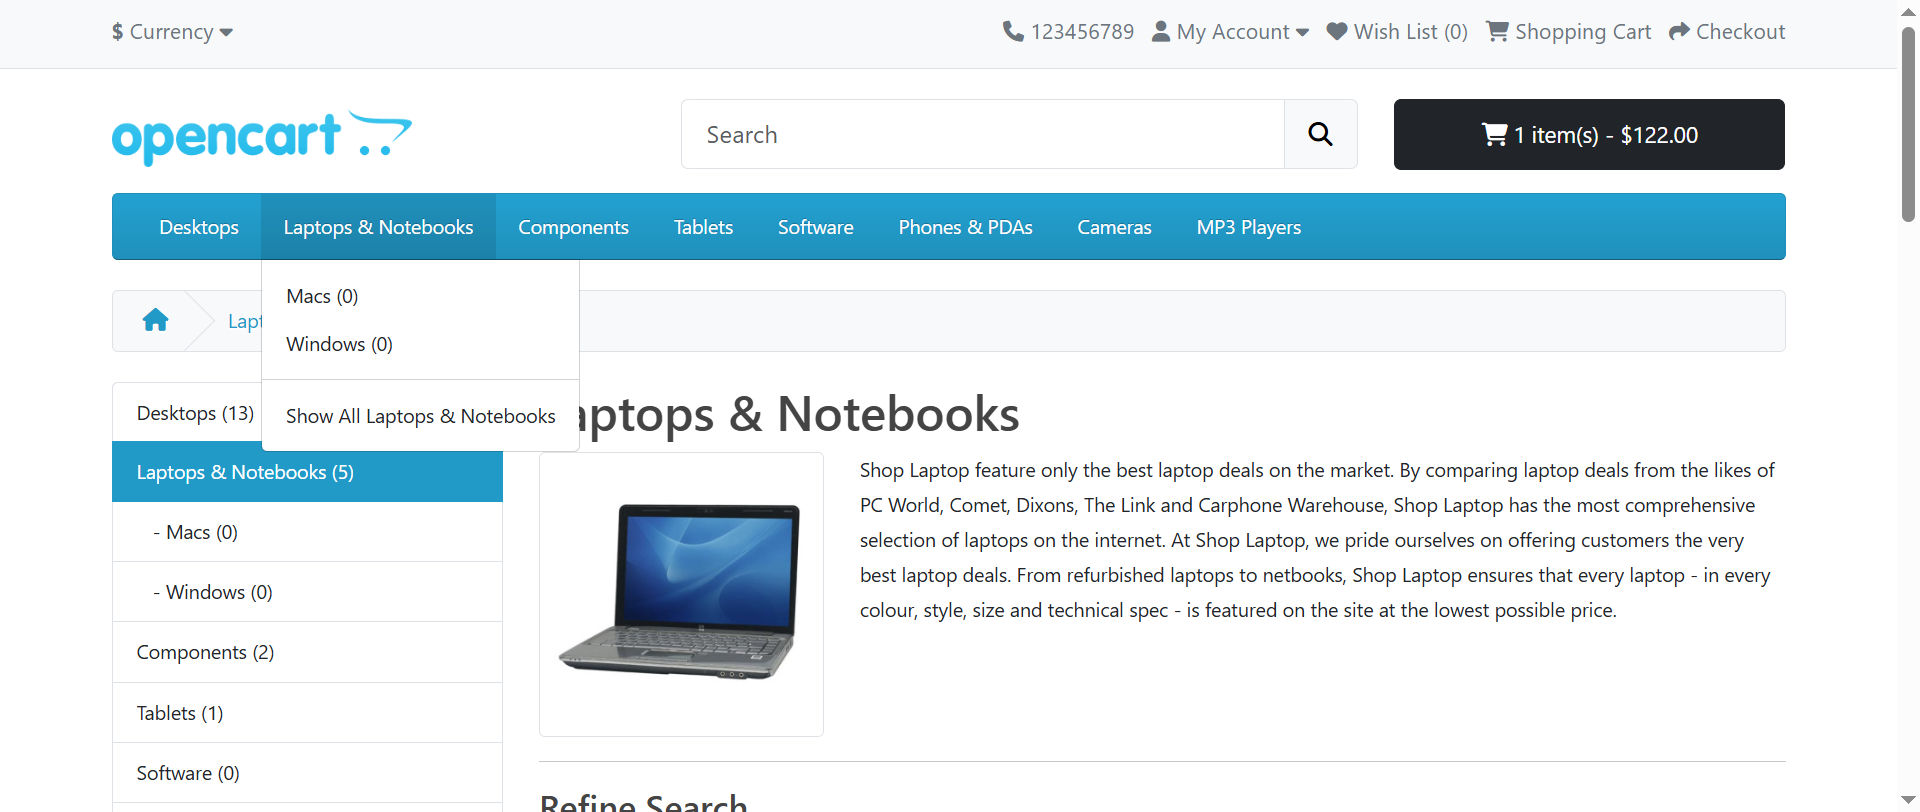 $ Currency
123456789
My Account
Wish List (0)
Shopping Cart
Checkout
opencart
Search
1 item(s) - $122.00
Desktops
Laptops & Notebooks
Components
Tablets
Software
Phones & PDAs
Cameras
MP3 Players
Macs (0)
Windows (0)
Show All Laptops & Notebooks
Desktops (13)
Laptops & Notebooks (5)
- Macs (0)
- Windows (0)
Components (2)
Tablets (1)
Software (0)
aptops & Notebooks
Shop Laptop feature only the best laptop deals on the market. By comparing laptop deals from the likes of
PC World, Comet, Dixons, The Link and Carphone Warehouse, Shop Laptop has the most comprehensive
selection of laptops on the internet. At Shop Laptop, we pride ourselves on offering customers the very
best laptop deals. From refurbished laptops to netbooks, Shop Laptop ensures that every laptop - in every
colour, style, size and technical spec - is featured on the site at the lowest possible price.
Refine Search